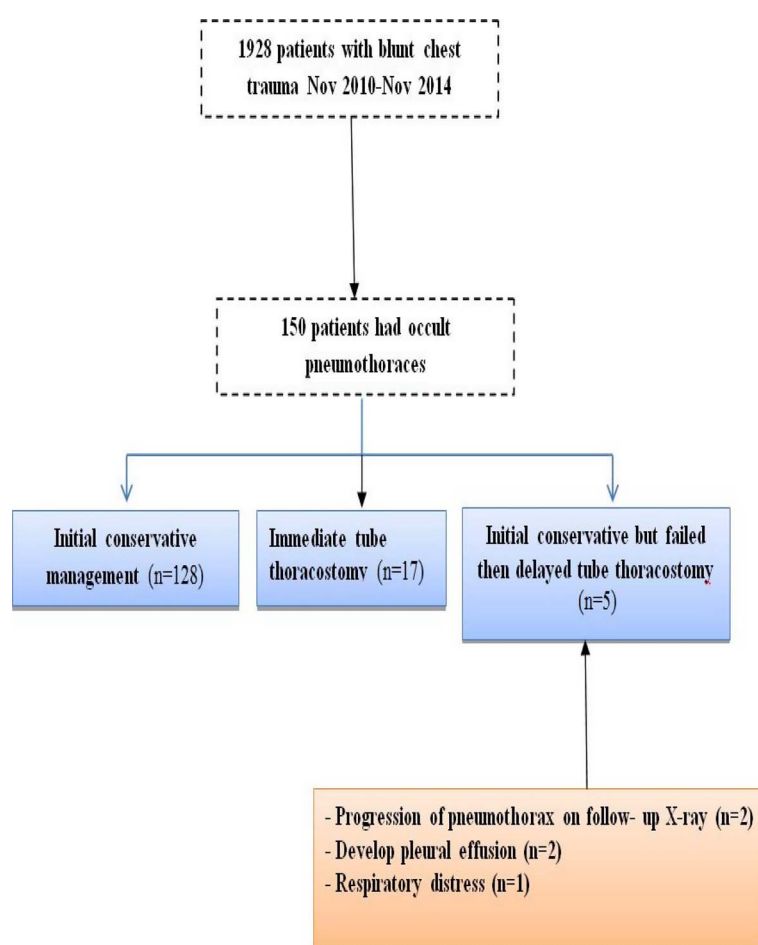 1928 patients with blunt chest
trauma Nov 2010-Nov 2014
150 patients had occult
pneumothoraces
Initial conservative
management (n=128)
Immediate tube
thoracostomy (n=17)
Initial conservative but failed
then delayed tube thoracostomy
(n=5)
- Progression of pneumothorax on follow- up X-ray (n=2)
- Develop pleural effusion (n=2)
- Respiratory distress (n=1)